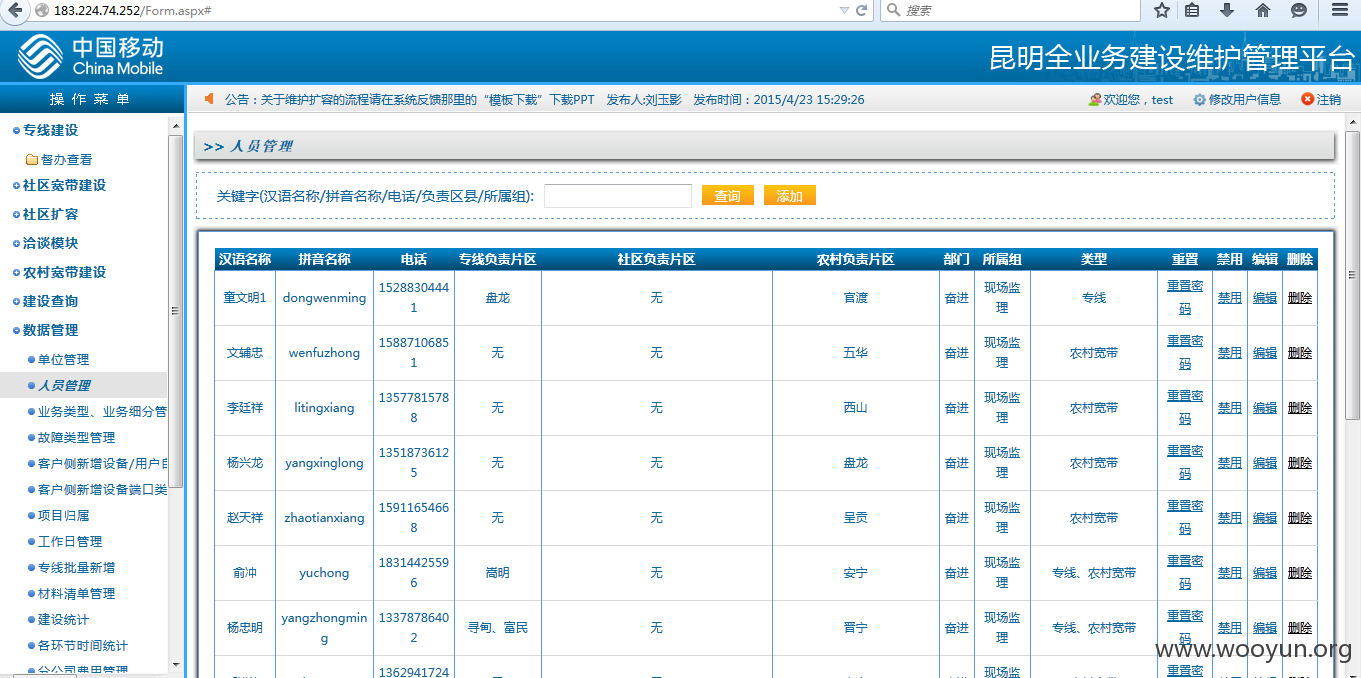 183.224.74.252/Form.aspx#
搜索
中国移动
China Mobile
昆明全业务建设维护管理平台
操作菜单
公告：关于维护扩容的流程请在系统反馈那里的“模板下载”下载PPT 发布人:刘玉影 发布时间：2015/4/23 15:29:26
欢迎您，test
修改用户信息
注销
专线建设
督办查看
社区宽带建设
社区扩容
洽谈模块
农村宽带建设
建设查询
数据管理
单位管理
人员管理
业务类型、业务细分管
故障类型管理
客户侧新增设备/用户自
客户侧新增设备端口类
项目归属
工作日管理
专线批量新增
材料清单管理
建设统计
各环节时间统计
分公司费用管理
>> 人员管理
关键字(汉语名称/拼音名称/电话/负责区县/所属组):
查询
添加
汉语名称 拼音名称 电话 专线负责片区 社区负责片区 农村负责片区 部门 所属组 类型 重置 禁用 编辑 删除
童文明1 dongwenming 15288304441 盘龙 无 官渡 奋进 现场监理 专线 重置密码 禁用 编辑 删除
文辅忠 wenfuzhong 15887106851 无 无 五华 奋进 现场监理 农村宽带 重置密码 禁用 编辑 删除
李廷祥 litingxiang 13577815788 无 无 西山 奋进 现场监理 农村宽带 重置密码 禁用 编辑 删除
杨兴龙 yangxinglong 13518736125 无 无 盘龙 奋进 现场监理 农村宽带 重置密码 禁用 编辑 删除
赵天祥 zhaotianxiang 15911654668 无 无 呈贡 奋进 现场监理 农村宽带 重置密码 禁用 编辑 删除
俞冲 yuchong 18314425596 嵩明 无 安宁 奋进 现场监理 专线、农村宽带 重置密码 禁用 编辑 删除
杨忠明 yangzhongming 13378786402 寻甸、富民 无 晋宁 奋进 现场监理 专线、农村宽带 重置密码 禁用 编辑 删除
1362941724 现场监 重置密
www.wooyun.org